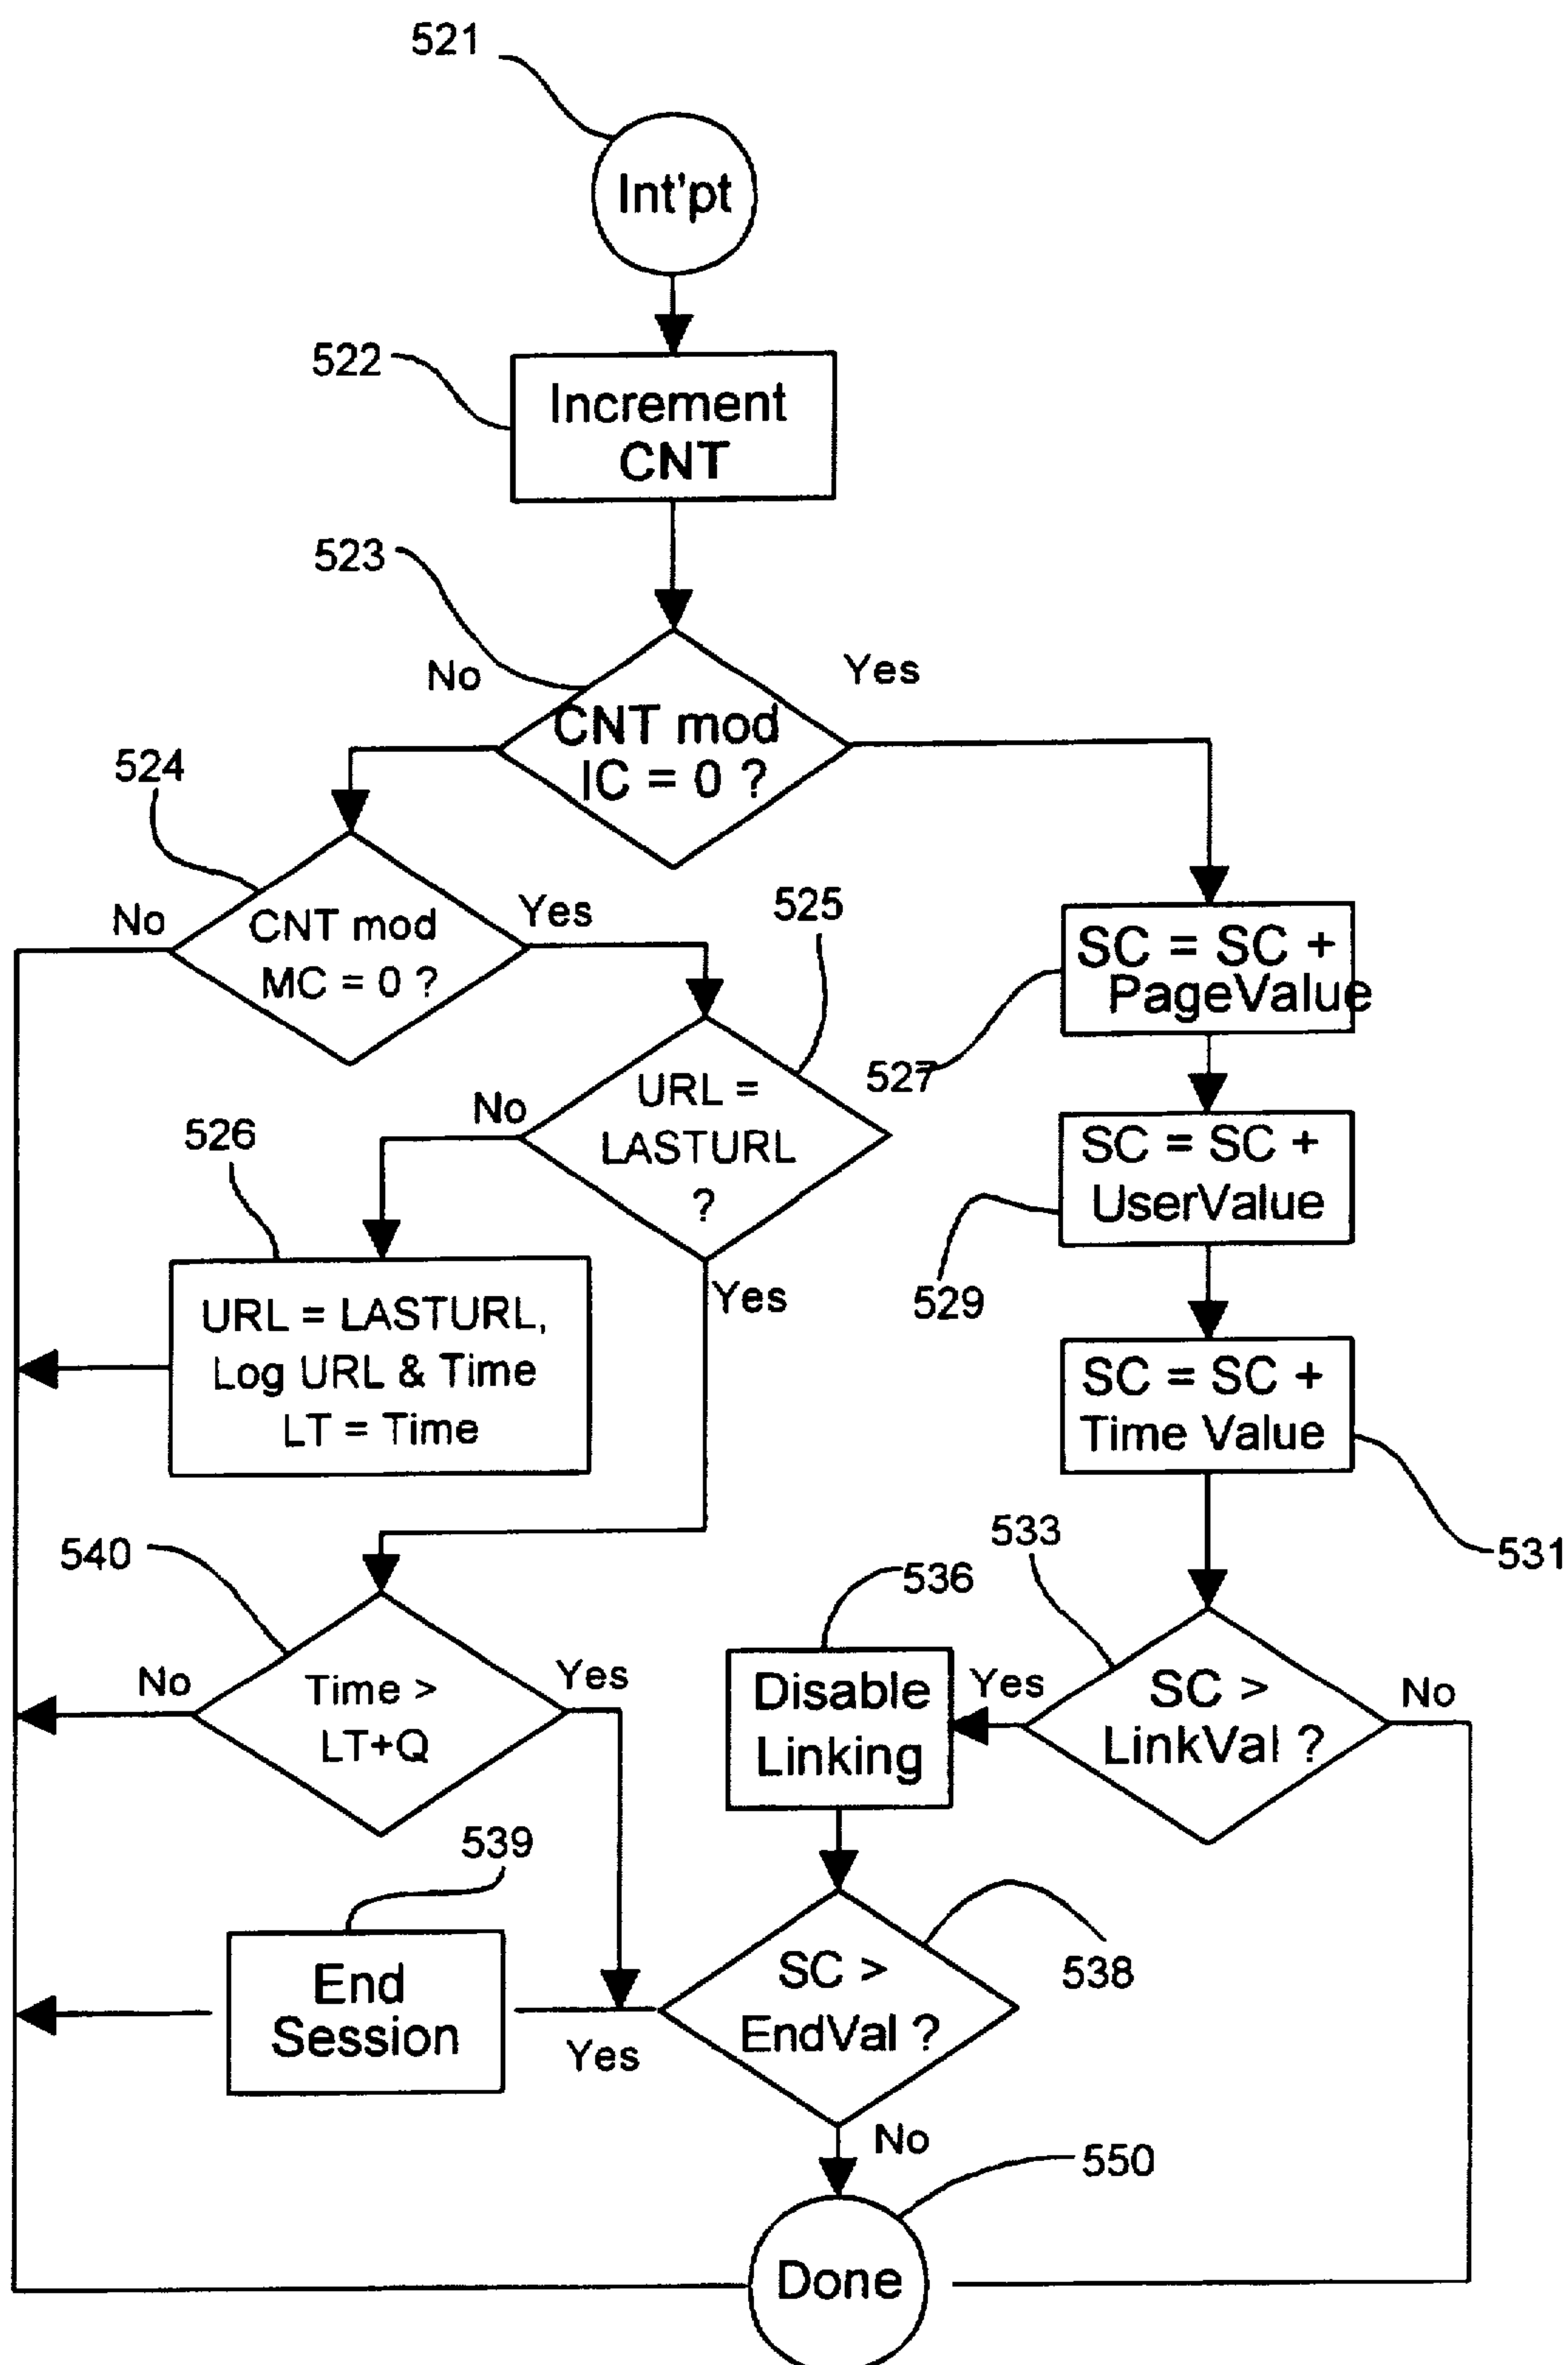 521
Int'pt
522
Increment
CNT
523
No
Yes
CNT mod
IC = 0 ?
524
No
CNT mod
MC = 0 ?
Yes
525
SC = SC +
PageValue
527
URL =
LASTURL
?
No
526
Yes
SC = SC +
UserValue
529
URL = LASTURL,
Log URL & Time
LT = Time
SC = SC +
Time Value
531
540
533
536
No
Time >
LT+Q
Yes
Disable
Linking
Yes
SC >
LinkVal ?
No
539
End
Session
Yes
SC >
EndVal ?
538
No
550
Done